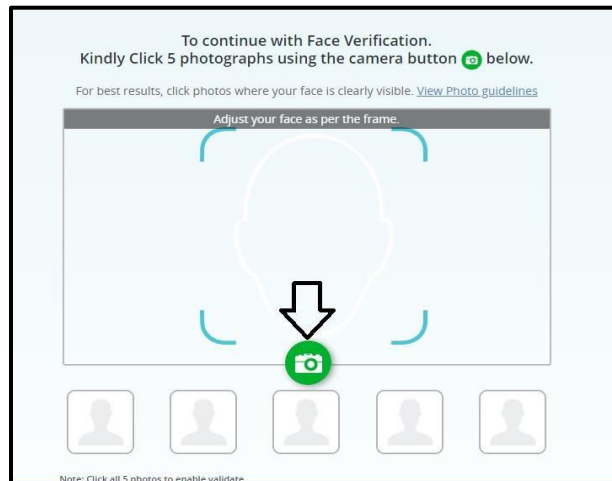 To continue with Face Verification.
Kindly Click 5 photographs using the camera button below.
For best results, click photos where your face is clearly visible. View Photo guidelines
Adjust your face as per the frame.
Note: Click all 5 photos to enable validate